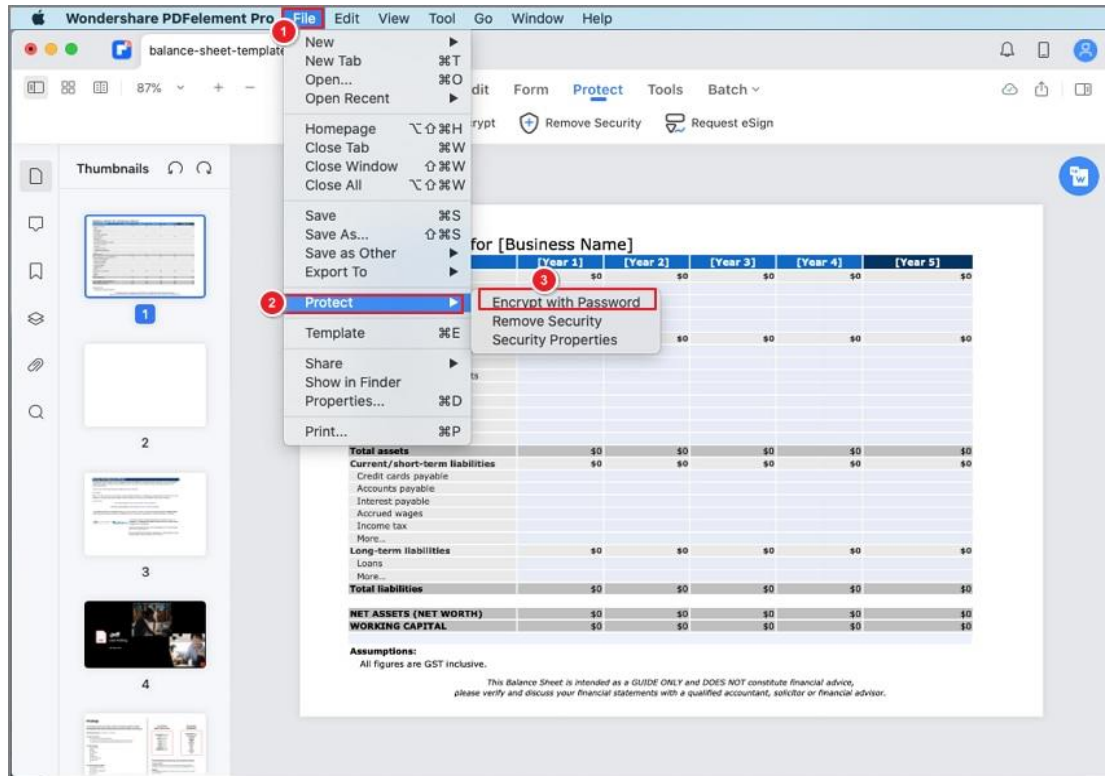 Wondershare PDFelement Pro File Edit View Tool Go Window Help
1
balance-sheet-template
New
New Tab ⌘T
Open... ⌘O
Open Recent
Homepage ⌥⇧⌘H
Close Tab ⌘W
Close Window ⇧⌘W
Close All ⌥⇧⌘W
Save ⌘S
Save As... ⇧⌘S
Save as Other
Export To
2 Protect
Template ⌘E
Share
Show in Finder
Properties... ⌘D
Print... ⌘P
3
Encrypt with Password
Remove Security
Security Properties
87% + - dit Form Protect Tools Batch
rypt Remove Security Request eSign
Thumbnails
1
2
3
4
for [Business Name]
[Year 1] [Year 2] [Year 3] [Year 4] [Year 5]
$0 $0 $0 $0 $0
$0 $0 $0 $0
ts
Total assets $0 $0 $0 $0 $0
Current/short-term liabilities $0 $0 $0 $0 $0
Credit cards payable
Accounts payable
Interest payable
Accrued wages
Income tax
More...
Long-term liabilities $0 $0 $0 $0 $0
Loans
More...
Total liabilities $0 $0 $0 $0 $0
NET ASSETS (NET WORTH) $0 $0 $0 $0 $0
WORKING CAPITAL $0 $0 $0 $0 $0
Assumptions:
All figures are GST inclusive.
This Balance Sheet is intended as a GUIDE ONLY and DOES NOT constitute financial advice,
please verify and discuss your financial statements with a qualified accountant, solicitor or financial advisor.